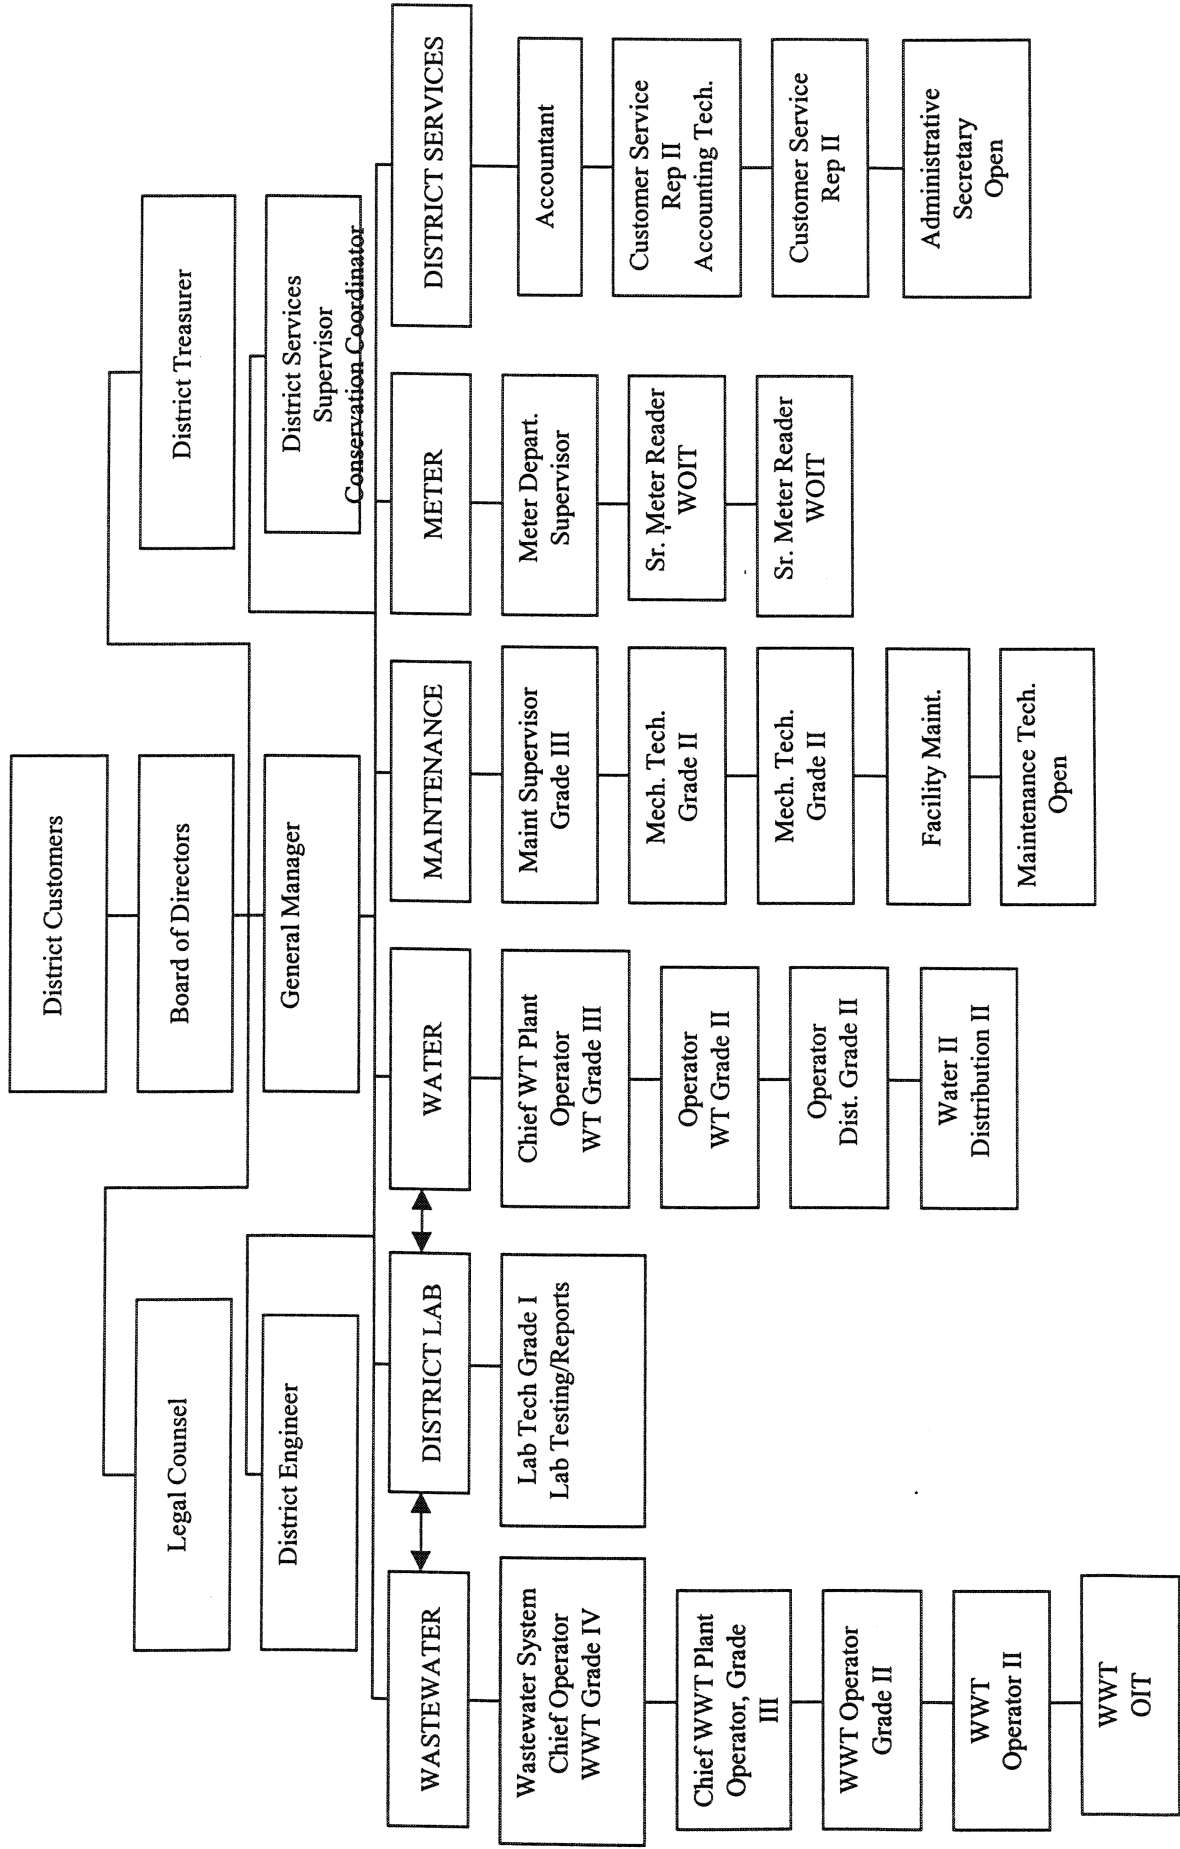 District Customers
Board of Directors
Legal Counsel
District Treasurer
General Manager
District Engineer
District Services
Supervisor
Conservation Coordinator
WASTEWATER
DISTRICT LAB
WATER
MAINTENANCE
METER
DISTRICT SERVICES
Wastewater System
Chief Operator
WWT Grade IV
Chief WWT Plant
Operator, Grade
III
WWT Operator
Grade II
WWT
Operator II
WWT
OIT
Lab Tech Grade I
Lab Testing/Reports
Chief WT Plant
Operator
WT Grade III
Operator
WT Grade II
Operator
Dist. Grade II
Water II
Distribution II
Maint Supervisor
Grade III
Mech. Tech.
Grade II
Mech. Tech.
Grade II
Facility Maint.
Maintenance Tech.
Open
Meter Depart.
Supervisor
Sr. Meter Reader
WOIT
Sr. Meter Reader
WOIT
Accountant
Customer Service
Rep II
Accounting Tech.
Customer Service
Rep II
Administrative
Secretary
Open